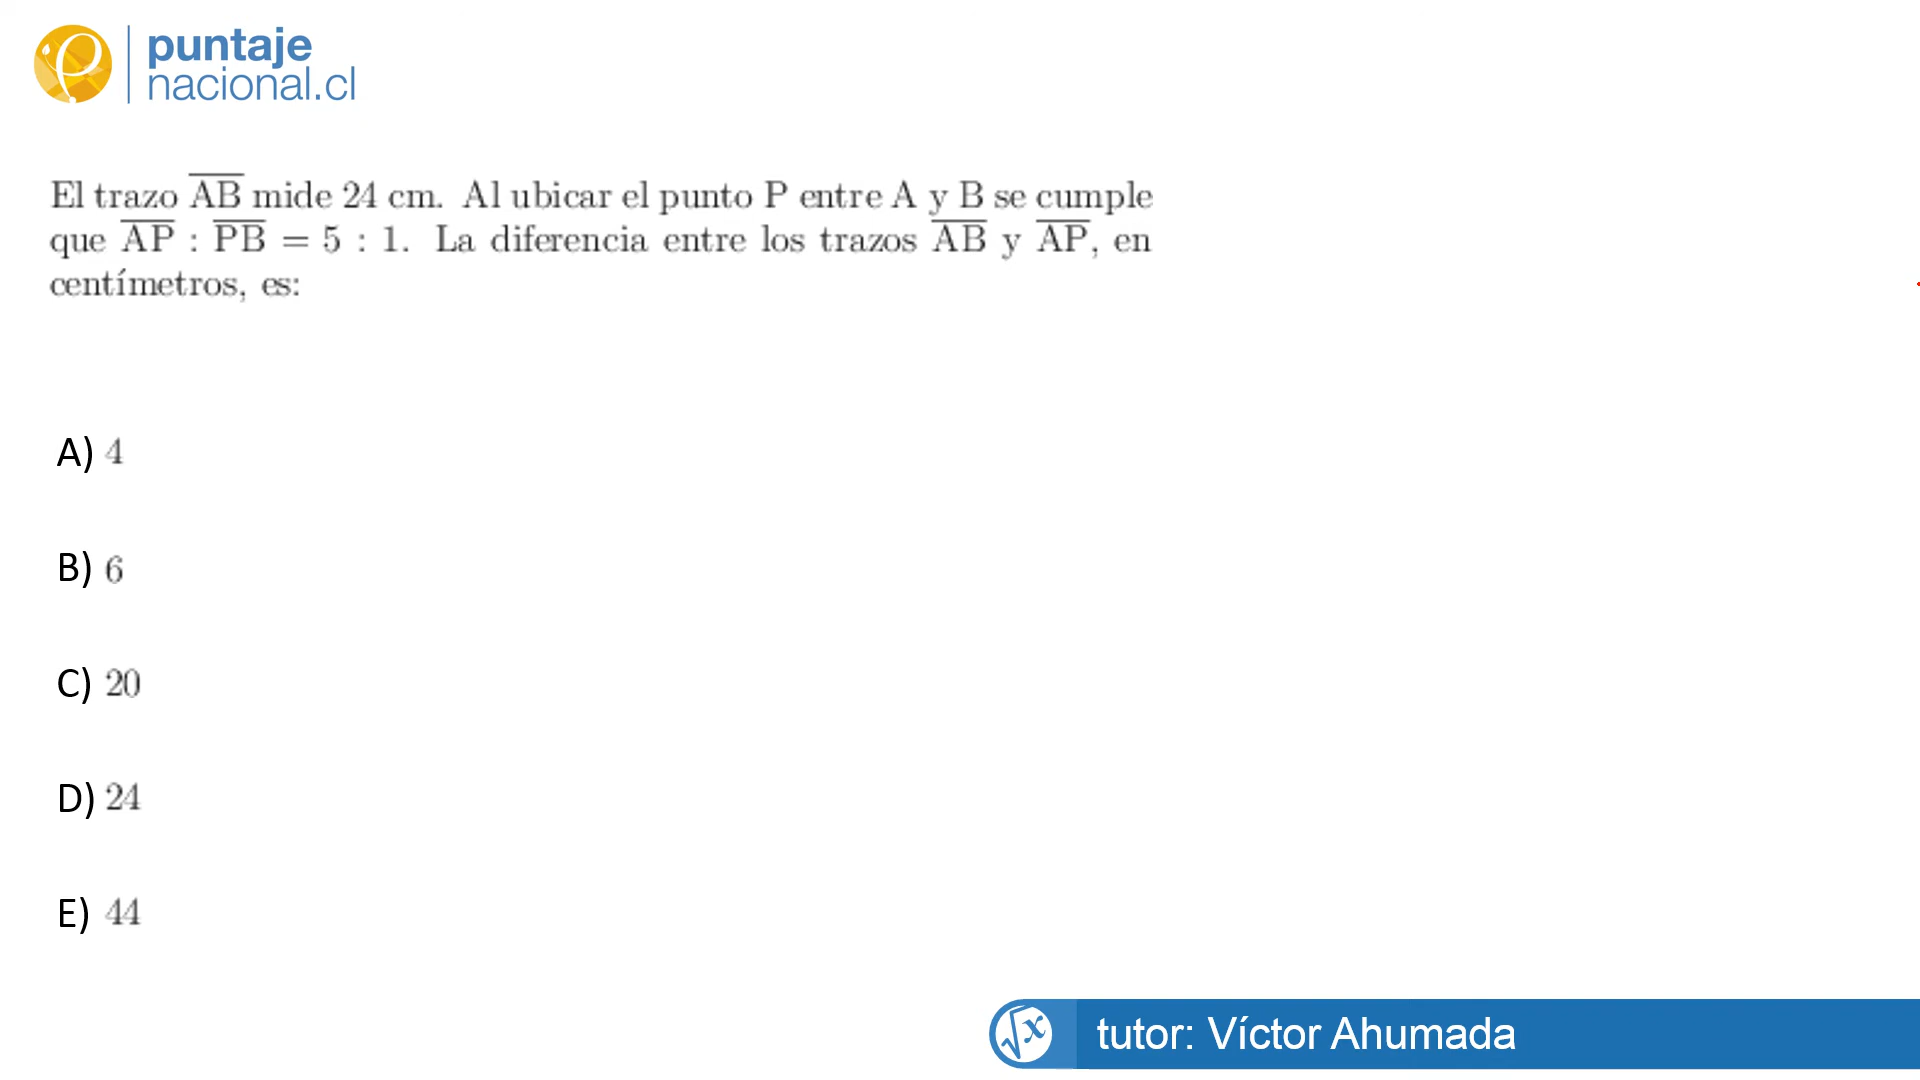 puntaje
nacional.cl
El trazo AB mide 24 cm. Al ubicar el punto P entre A y B se cumple
que AP : PB = 5 : 1. La diferencia entre los trazos AB y AP, en
centímetros, es:
A) 4
B) 6
C) 20
D) 24
E) 44
√x tutor: Víctor Ahumada